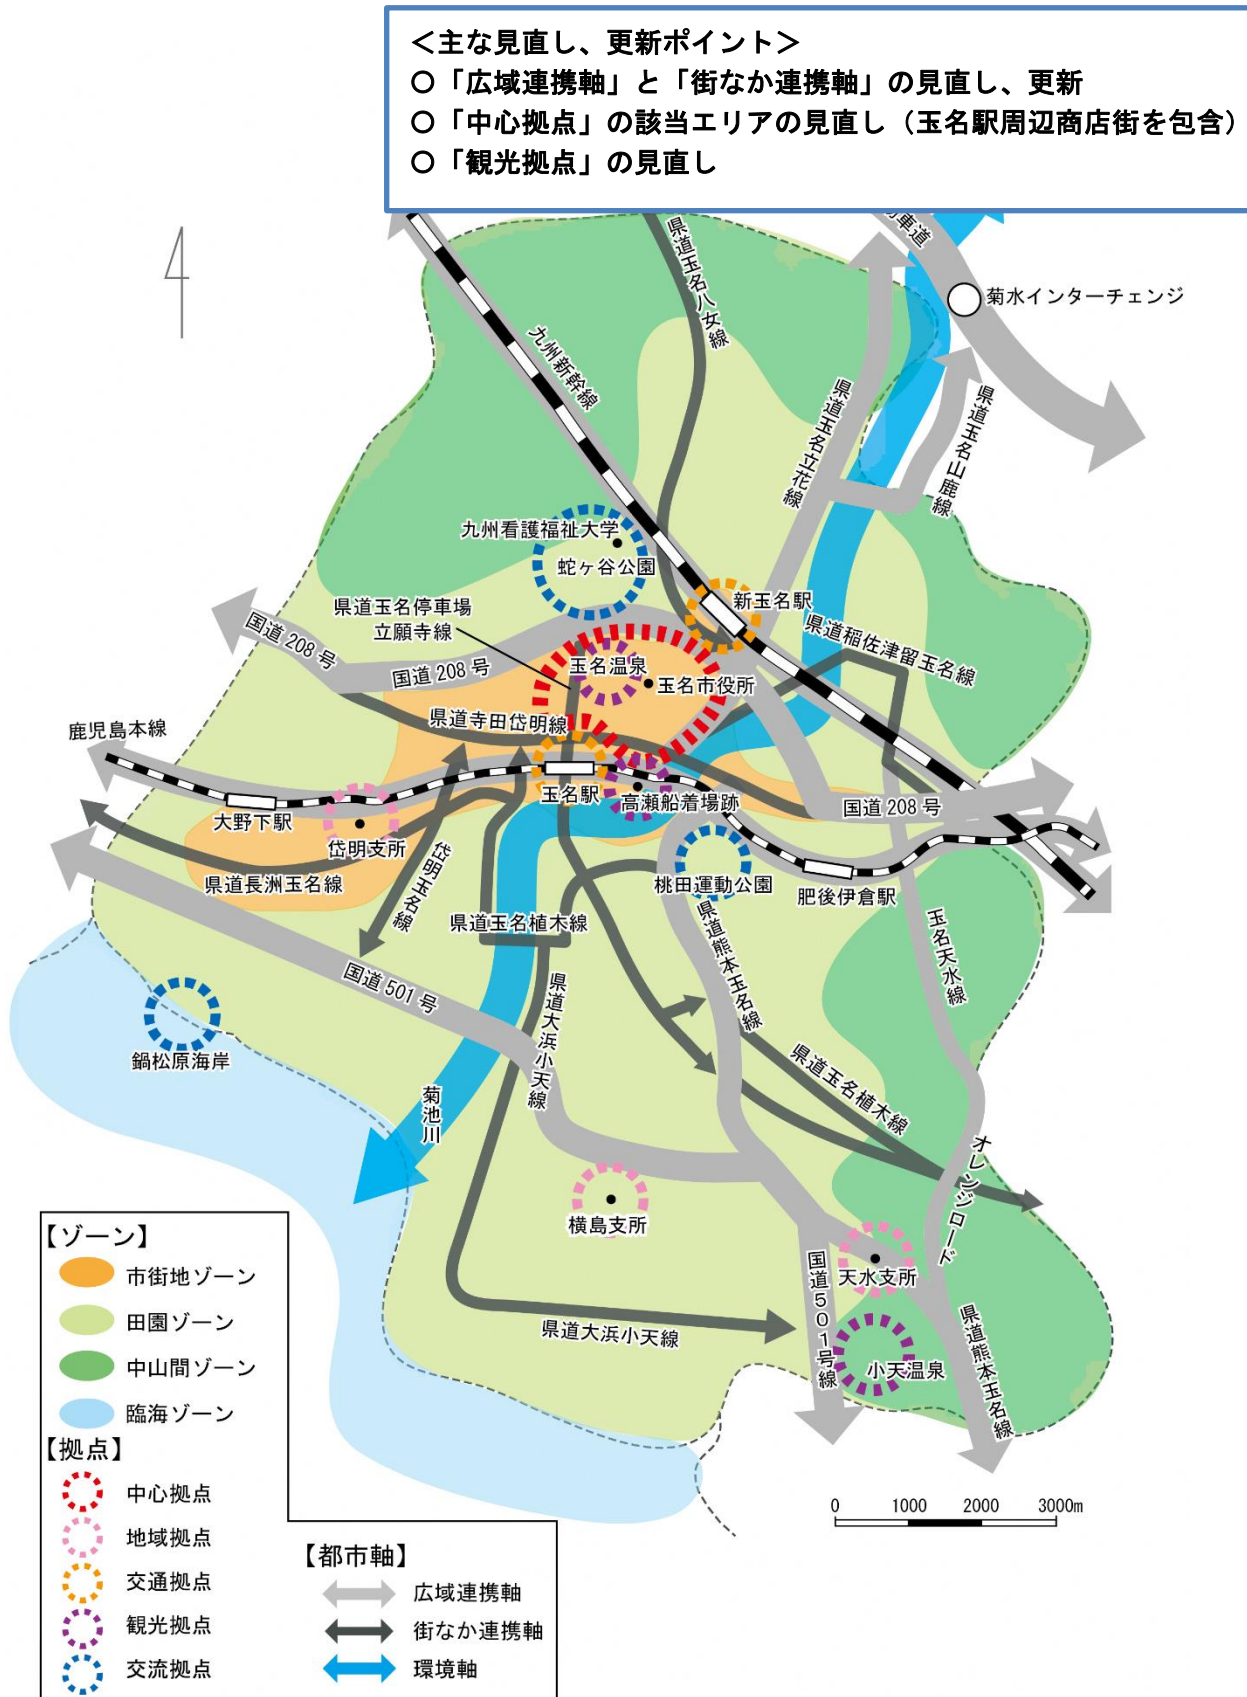 ＜主な見直し、更新ポイント＞
○「広域連携軸」と「街なか連携軸」の見直し、更新
○「中心拠点」の該当エリアの見直し（玉名駅周辺商店街を包含）
○「観光拠点」の見直し
車道
菊水インターチェンジ
県道玉名八女線
九州新幹線
県道玉名立花線
県道玉名山鹿線
九州看護福祉大学
蛇ヶ谷公園
新玉名駅
県道玉名停車場
立願寺線
県道稲佐津留玉名線
国道208号
国道208号
玉名温泉
玉名市役所
県道寺田岱明線
鹿児島本線
大野下駅
玉名駅
高瀬船着場跡
国道208号
岱明支所
県道長洲玉名線
岱明玉名線
桃田運動公園
肥後伊倉駅
県道玉名植木線
県道熊本玉名線
玉名天水線
国道501号
県道大浜小天線
鍋松原海岸
県道玉名植木線
菊池川
オレンジロード
横島支所
天水支所
国道501号線
県道大浜小天線
小天温泉
県道熊本玉名線
【ゾーン】
市街地ゾーン
田園ゾーン
中山間ゾーン
臨海ゾーン
【拠点】
中心拠点
地域拠点
交通拠点
観光拠点
交流拠点
【都市軸】
広域連携軸
街なか連携軸
環境軸
0 1000 2000 3000m